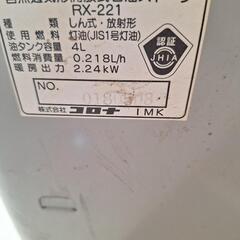 RX-221
種類 しん式・放射形
使用燃料 灯油(JIS1号灯油)
油タンク容量 4L
燃料消費量 0.218L/h
暖房出力 2.24kW
認証
JHIA
NO.
株式会社 コロナ IMK